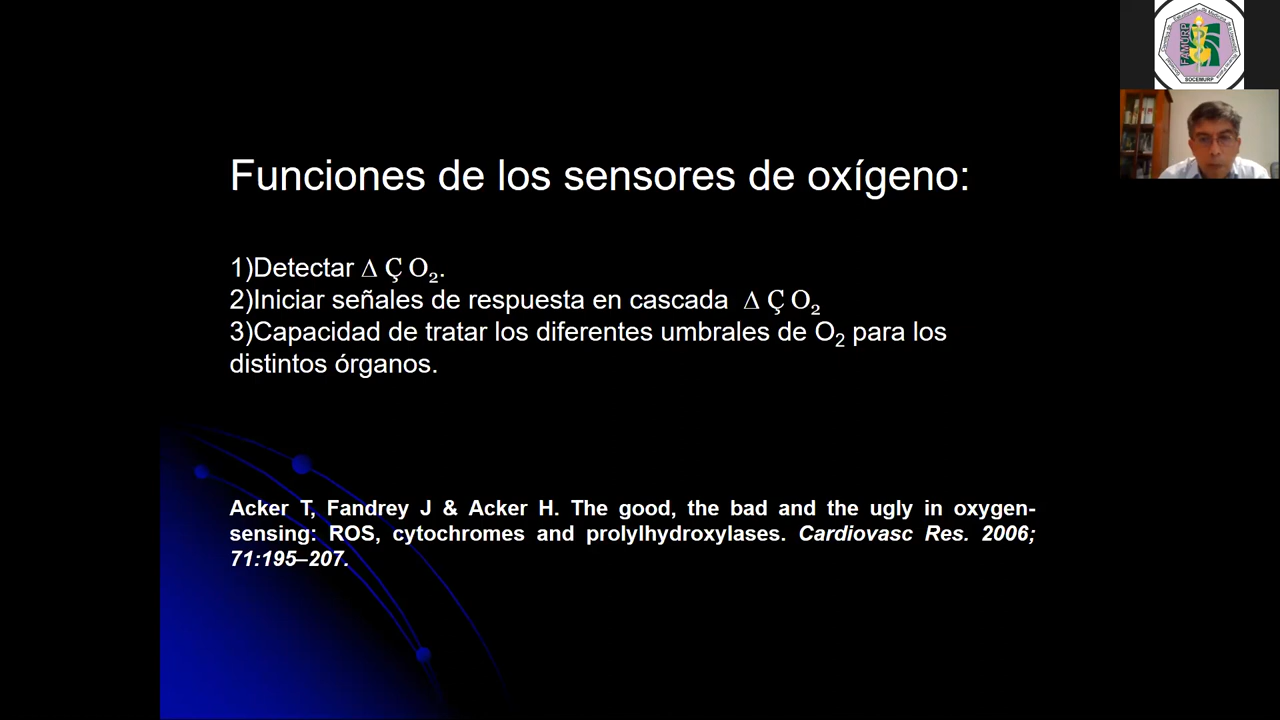 Funciones de los sensores de oxígeno:
1)Detectar Δ Ç O₂.
2)Iniciar señales de respuesta en cascada Δ Ç O₂
3)Capacidad de tratar los diferentes umbrales de O₂ para los
distintos órganos.
Acker T, Fandrey J & Acker H. The good, the bad and the ugly in oxygen-
sensing: ROS, cytochromes and prolylhydroxylases. Cardiovasc Res. 2006;
71:195–207.
FAMURP
SOCEMURP